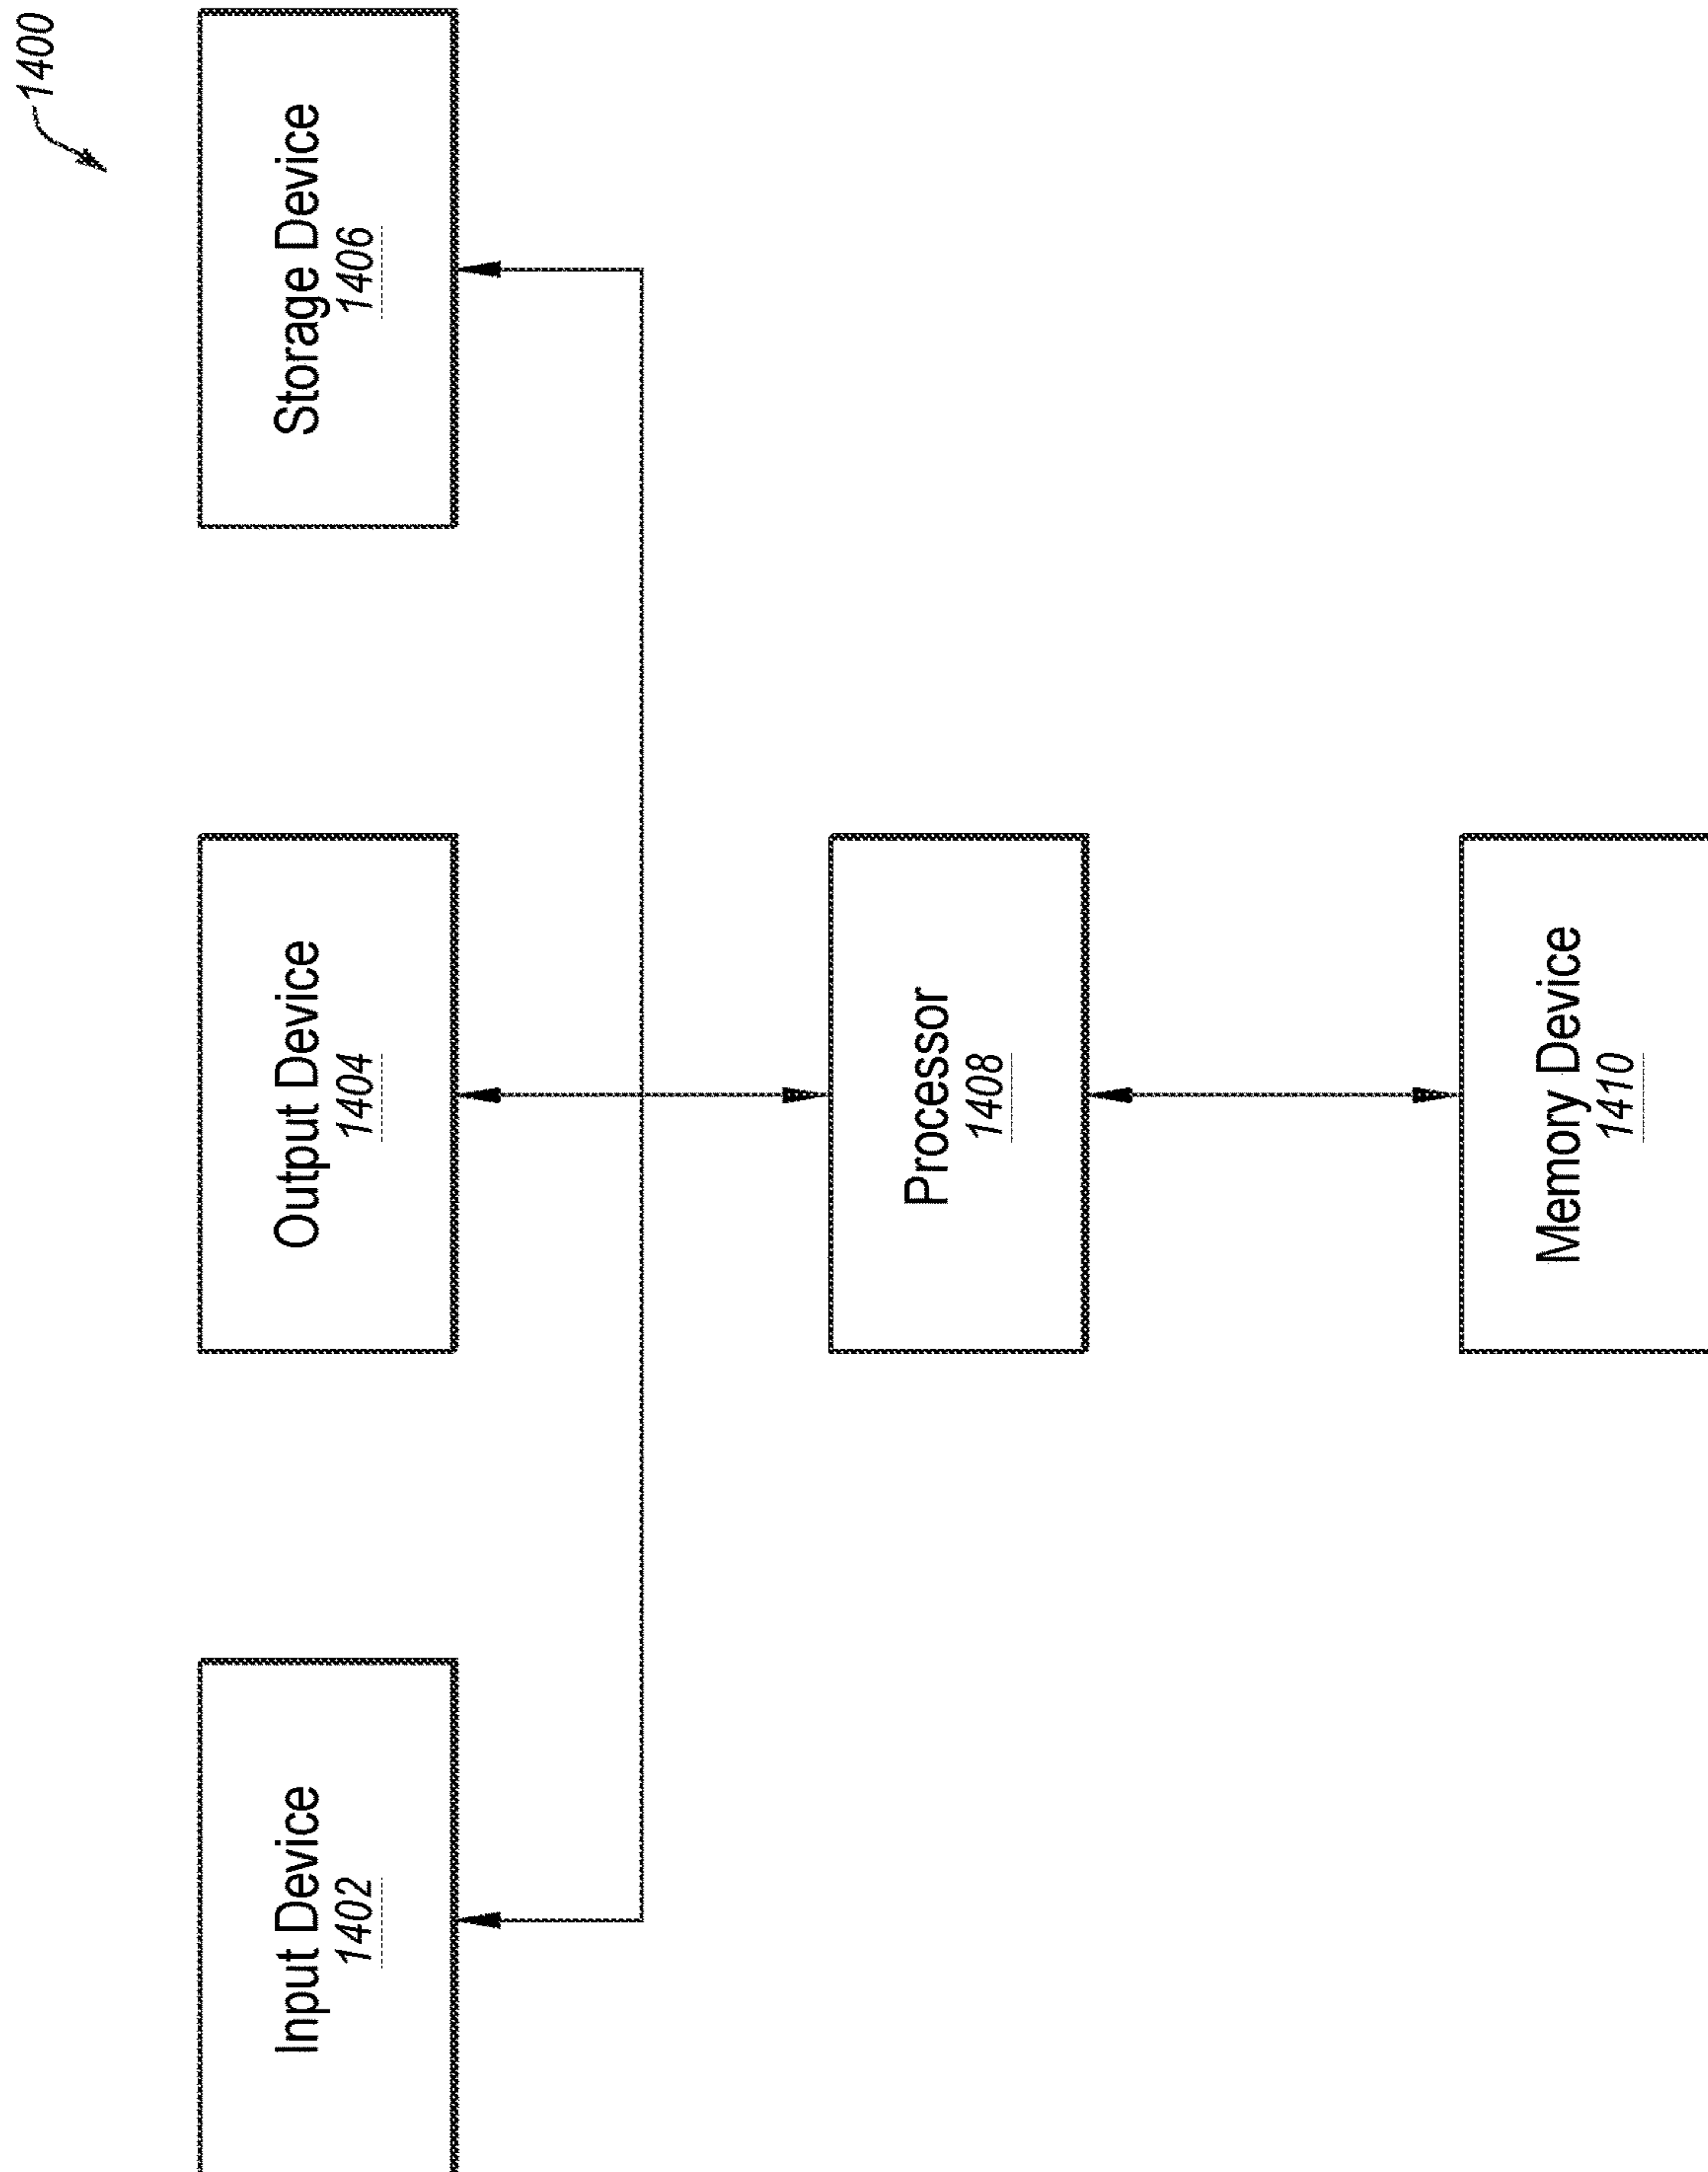 1400
Input Device
1402
Output Device
1404
Storage Device
1406
Processor
1408
Memory Device
1410